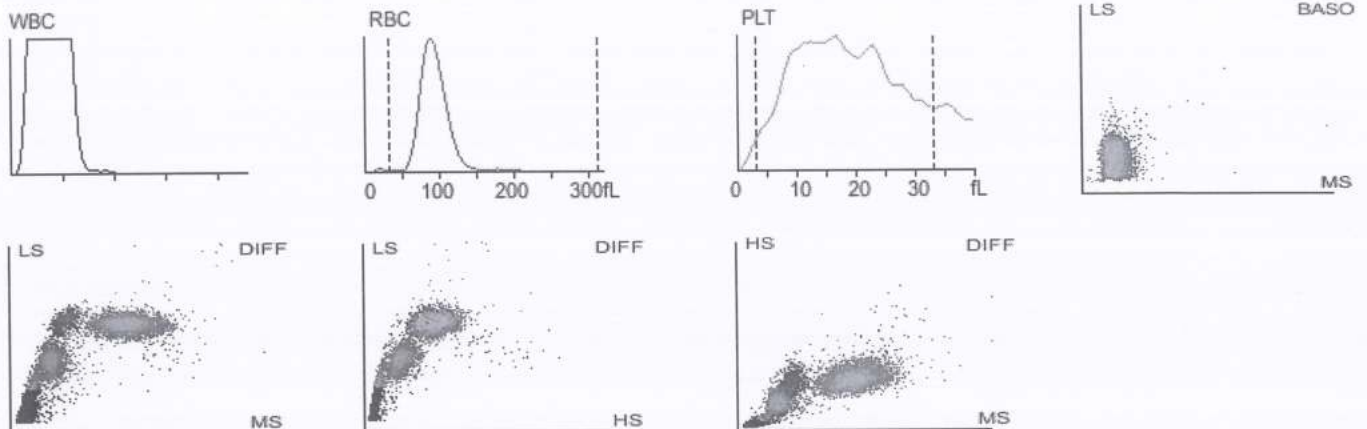 WBC
RBC
0 100 200 300fL
PLT
0 10 20 30 fL
LS BASO
MS
LS DIFF
MS
LS DIFF
HS
HS DIFF
MS